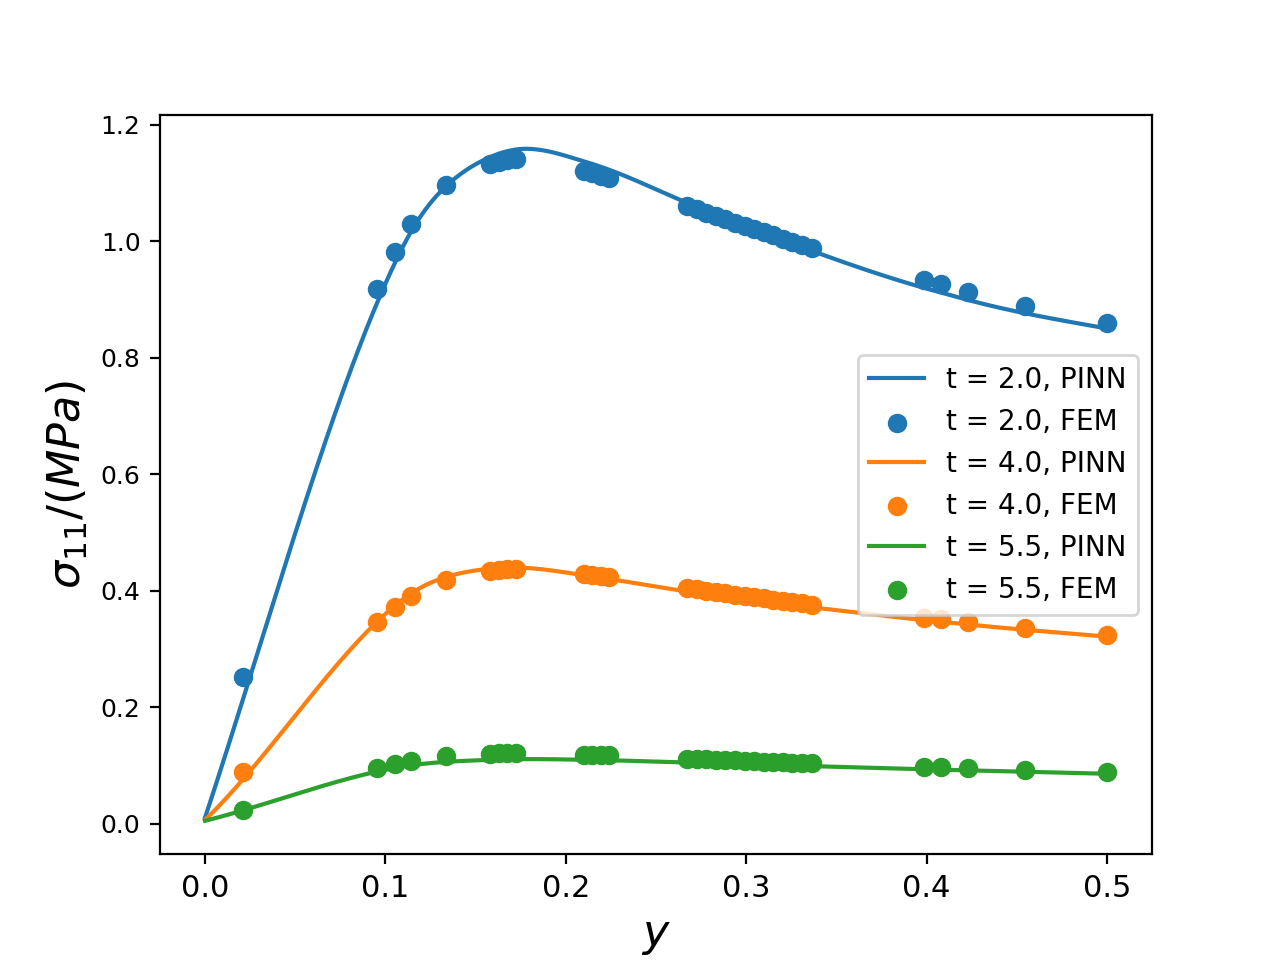 1.2
1.0
0.8
0.6
0.4
0.2
0.0
σ₁₁/(MPa)
t = 2.0, PINN
t = 2.0, FEM
t = 4.0, PINN
t = 4.0, FEM
t = 5.5, PINN
t = 5.5, FEM
0.0 0.1 0.2 0.3 0.4 0.5
y